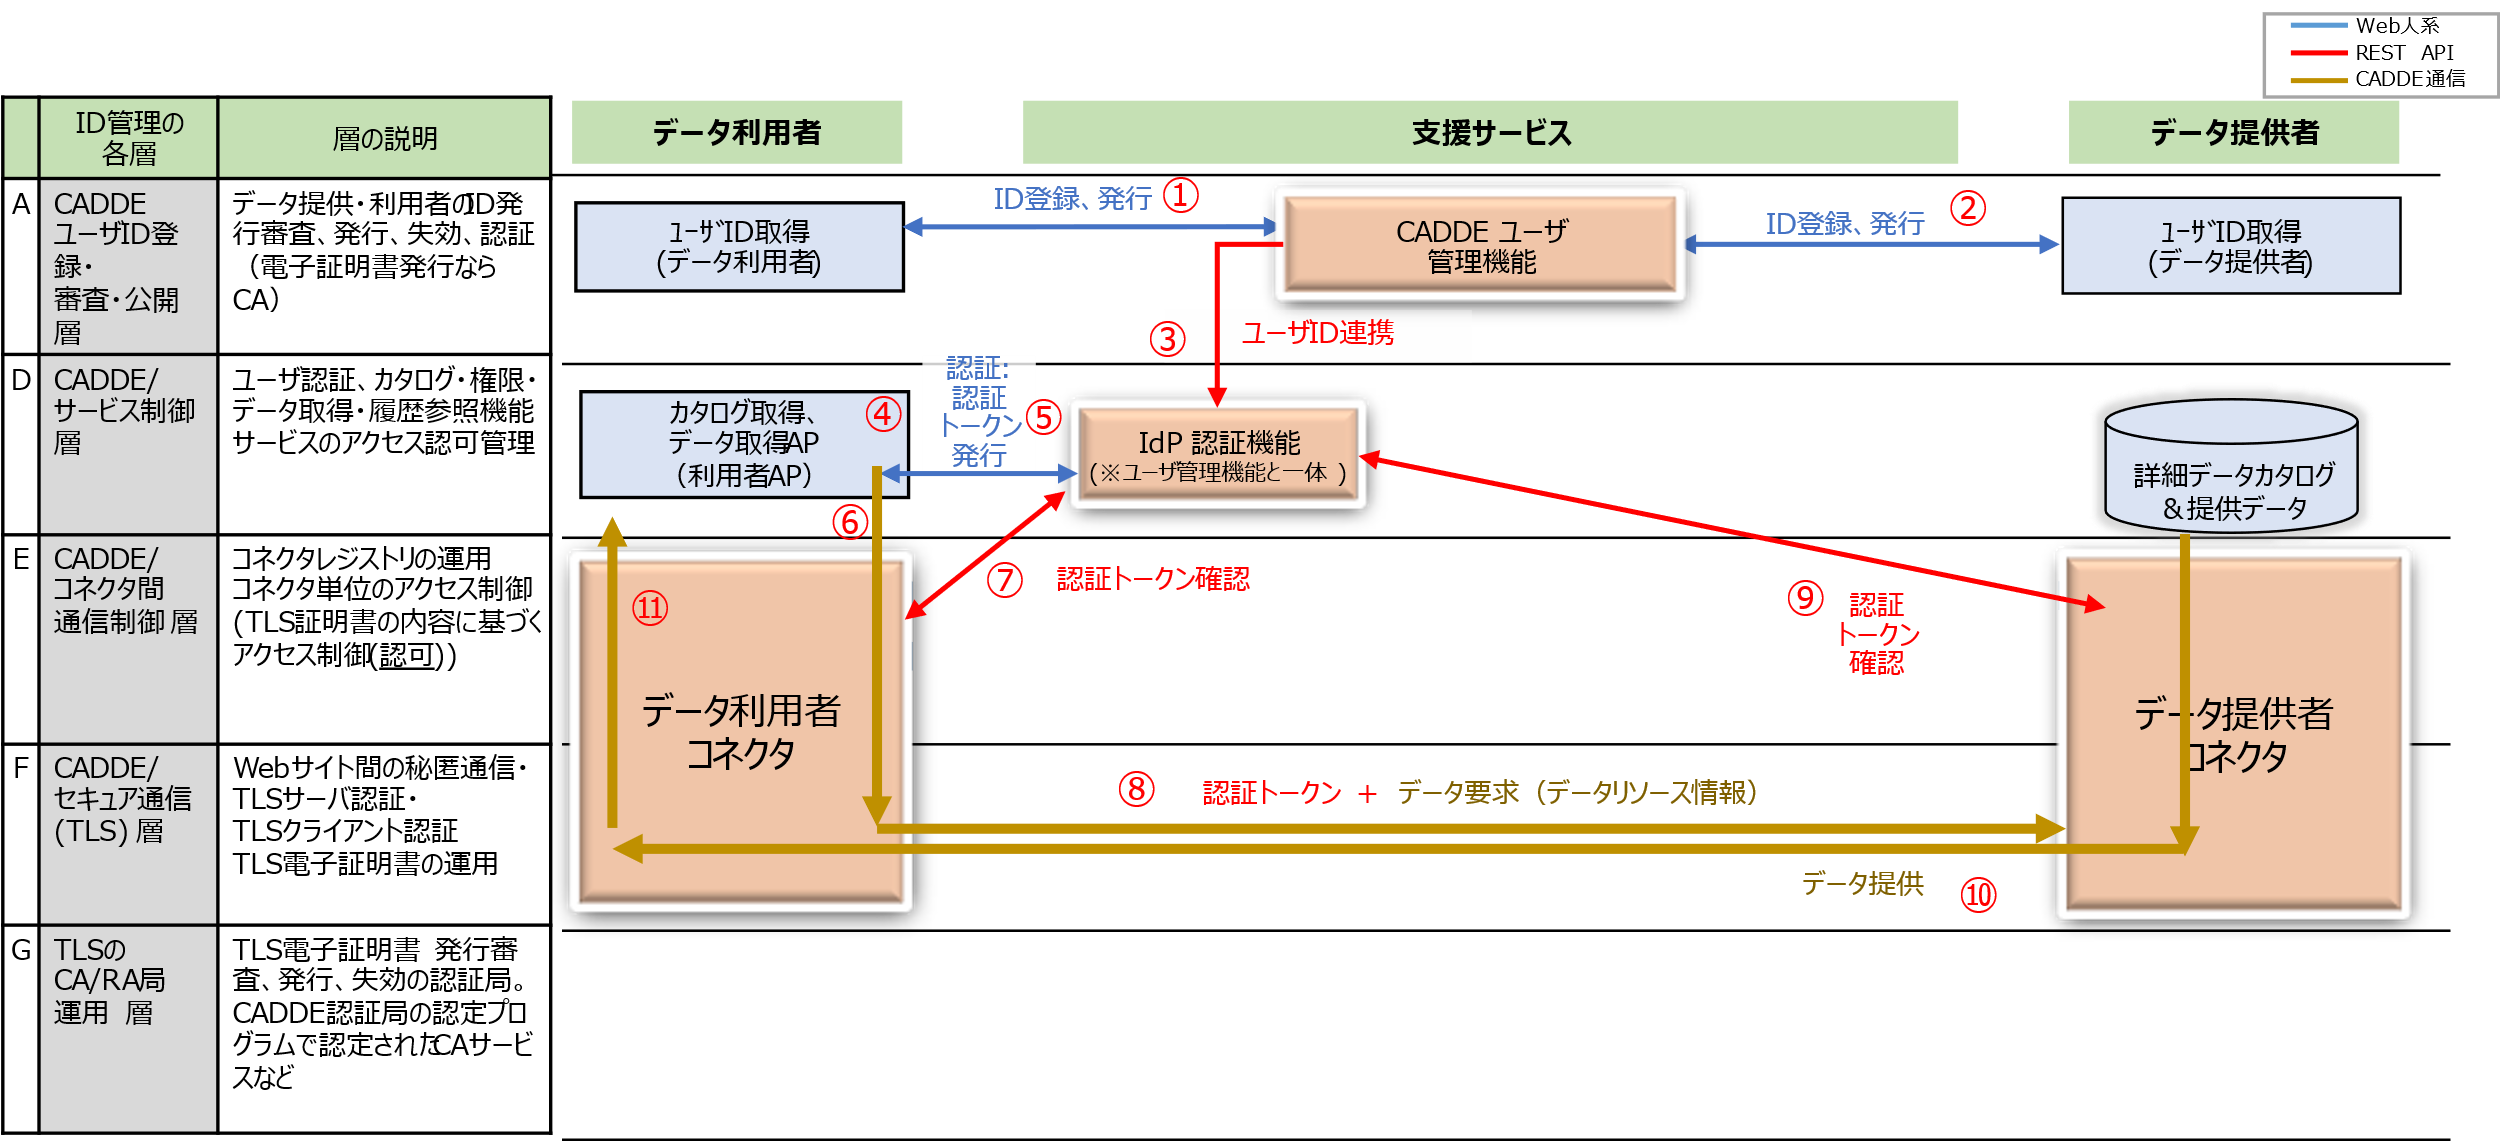 Web人系
REST API
CADDE通信
ID管理の
各層
層の説明
データ利用者
支援サービス
データ提供者
A
CADDE
ユーザID登
録・
審査・公開
層
データ提供・利用者のID発
行審査、発行、失効、認証
（電子証明書発行なら
CA）
D
CADDE/
サービス制御
層
ユーザ認証、カタログ・権限・
データ取得・履歴参照機能
サービスのアクセス認可管理
E
CADDE/
コネクタ間
通信制御 層
コネクタレジストリの運用
コネクタ単位のアクセス制御
(TLS証明書の内容に基づく
アクセス制御(認可))
F
CADDE/
セキュア通信
(TLS) 層
Webサイト間の秘匿通信・
TLSサーバ認証・
TLSクライアント認証
TLS電子証明書の運用
G
TLSの
CA/RA局
運用 層
TLS電子証明書 発行審
査、発行、失効の認証局。
CADDE認証局の認定プロ
グラムで認定されたCAサービ
スなど
ﾕｰｻﾞID取得
(データ利用者)
ID登録、発行
①
CADDE ユーザ
管理機能
ID登録、発行
②
ﾕｰｻﾞID取得
(データ提供者)
③
ユーザID連携
カタログ取得、
データ取得AP
（利用者AP）
④
認証:
認証
トークン
発行
⑤
IdP 認証機能
(※ユーザ管理機能と一体 )
詳細データカタログ
＆提供データ
⑥
⑦
認証トークン確認
⑨
認証
トークン
確認
⑪
データ利用者
コネクタ
データ提供者
コネクタ
⑧
認証トークン + データ要求（データリソース情報）
データ提供
⑩